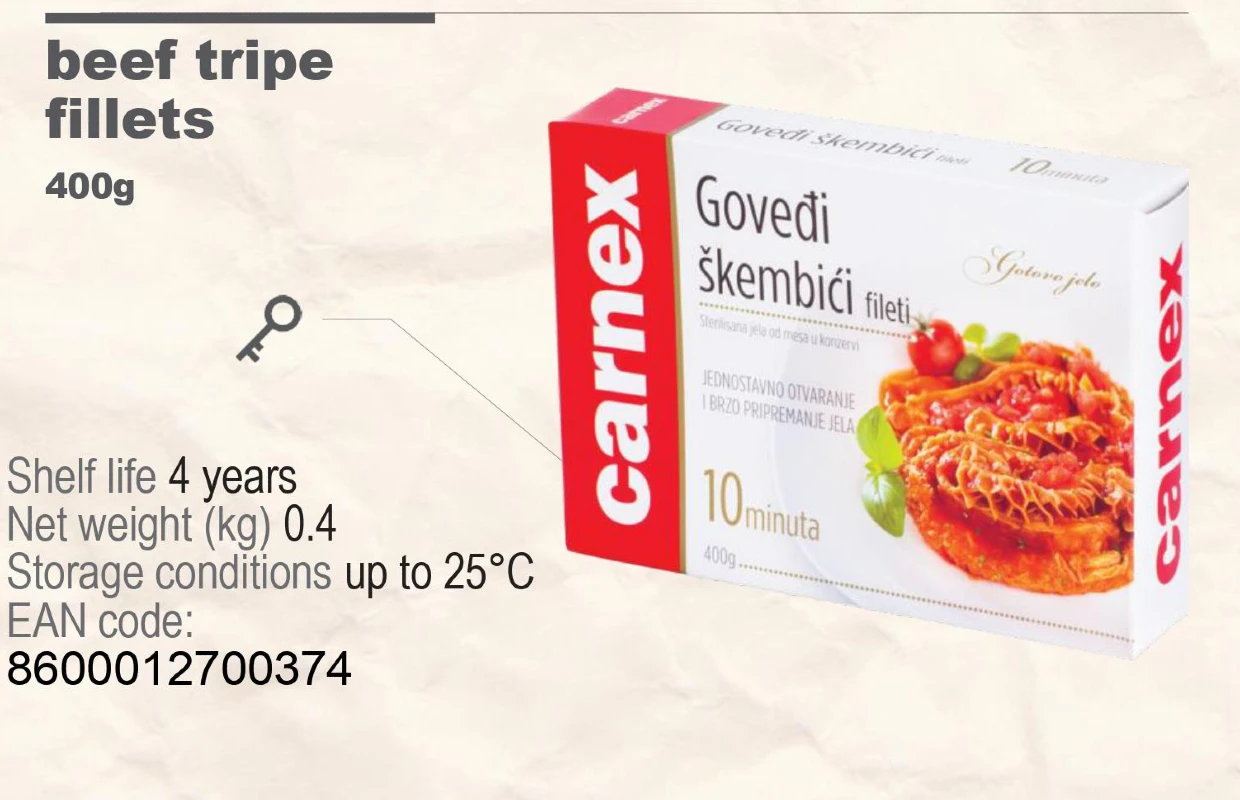 beef tripe
fillets
400g
Shelf life 4 years
Net weight (kg) 0.4
Storage conditions up to 25°C
EAN code:
8600012700374
carnex
Goveđi škembići fileti 10 minuta
carnex
Goveđi
škembići fileti
Gotovo jelo
Sterilisana jela od mesa u konzervi
JEDNOSTAVNO OTVARANJE
I BRZO PRIPREMANJE JELA
10 minuta
400g
carnex